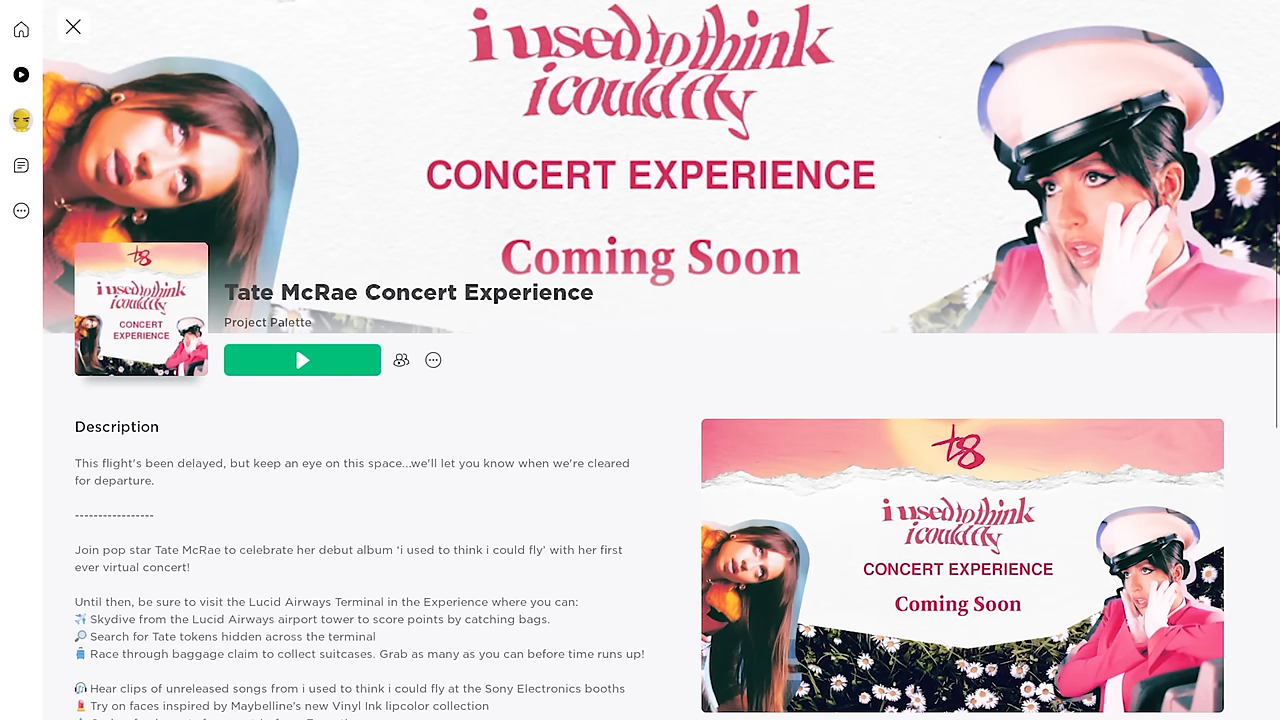 i used to think
i could fly
CONCERT EXPERIENCE
Coming Soon
t8
i used to think
i could fly
CONCERT
EXPERIENCE
Tate McRae Concert Experience
Project Palette
Description
This flight's been delayed, but keep an eye on this space...we'll let you know when we're cleared
for departure.
-----------------
Join pop star Tate McRae to celebrate her debut album ‘i used to think i could fly’ with her first
ever virtual concert!
Until then, be sure to visit the Lucid Airways Terminal in the Experience where you can:
✈️ Skydive from the Lucid Airways airport tower to score points by catching bags.
🔎 Search for Tate tokens hidden across the terminal
🧳 Race through baggage claim to collect suitcases. Grab as many as you can before time runs up!
🎧 Hear clips of unreleased songs from i used to think i could fly at the Sony Electronics booths
💄 Try on faces inspired by Maybelline's new Vinyl Ink lipcolor collection
t8
i used to think
i could fly
CONCERT EXPERIENCE
Coming Soon